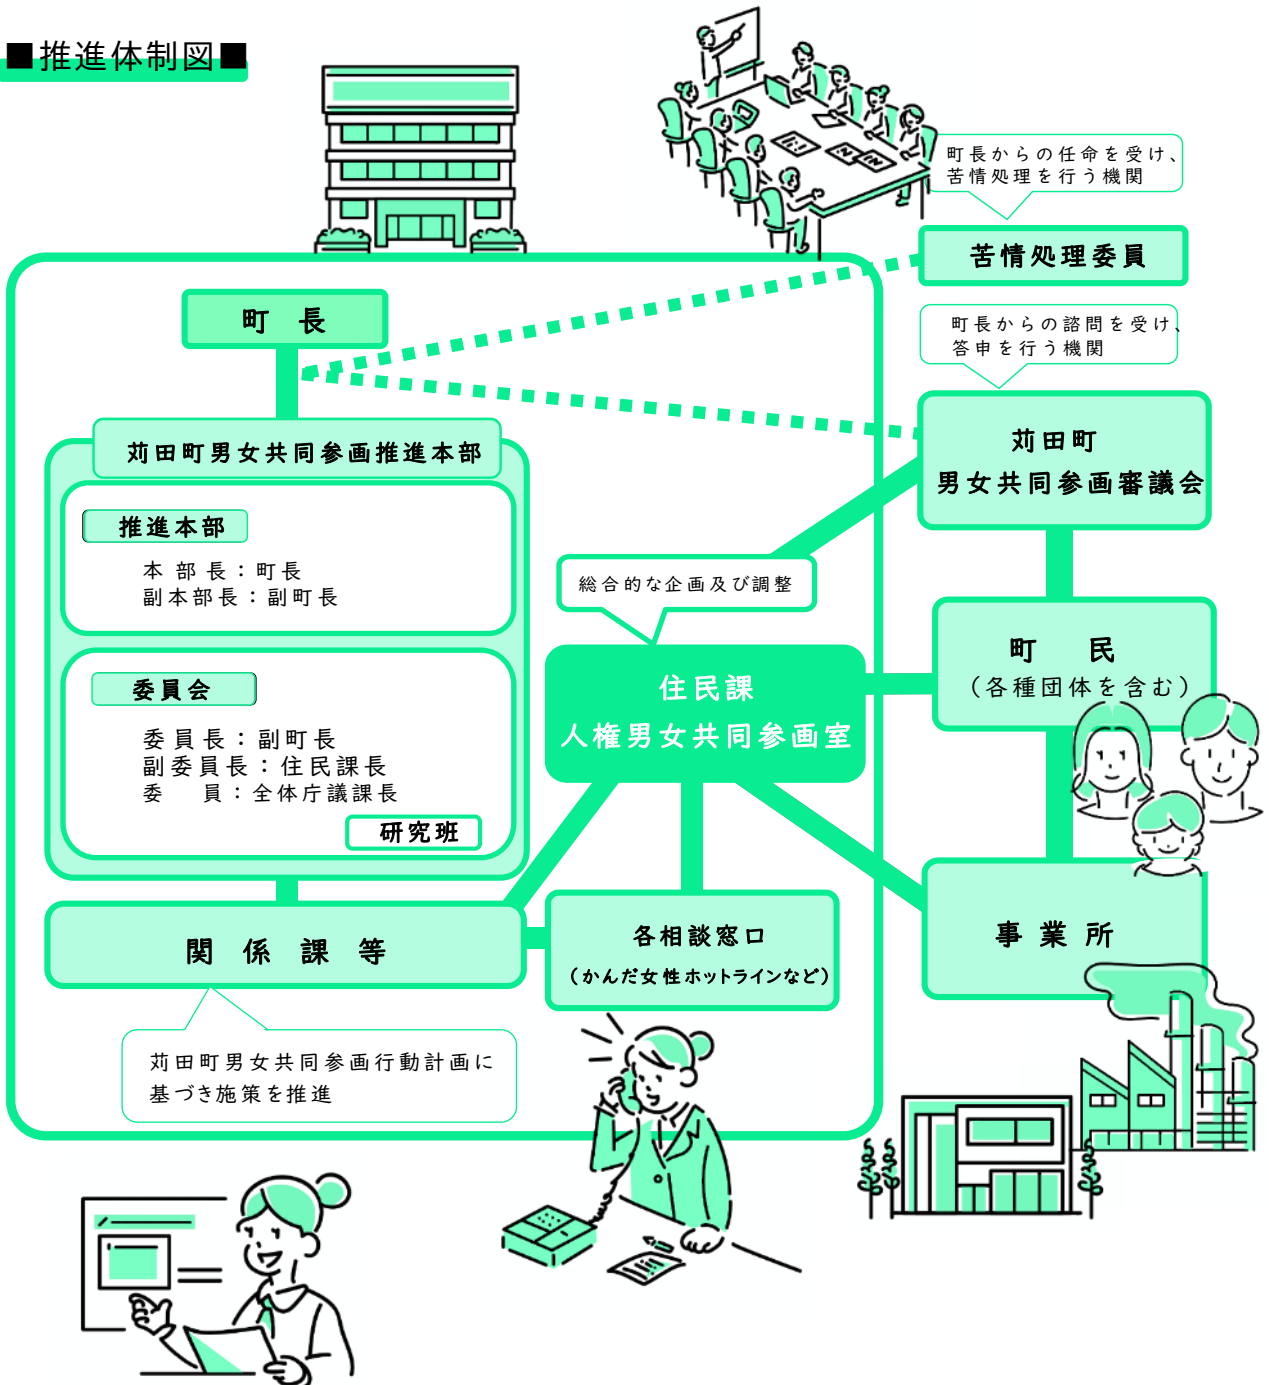 ■推進体制図■
町長からの任命を受け、
苦情処理を行う機関
苦情処理委員
町長
町長からの諮問を受け、
答申を行う機関
苅田町
男女共同参画審議会
苅田町男女共同参画推進本部
推進本部
本部長：町長
副本部長：副町長
総合的な企画及び調整
町民
（各種団体を含む）
住民課
人権男女共同参画室
委員会
委員長：副町長
副委員長：住民課長
委　員：全体庁議課長
研究班
関係課等
各相談窓口
（かんだ女性ホットラインなど）
事業所
苅田町男女共同参画行動計画に
基づき施策を推進